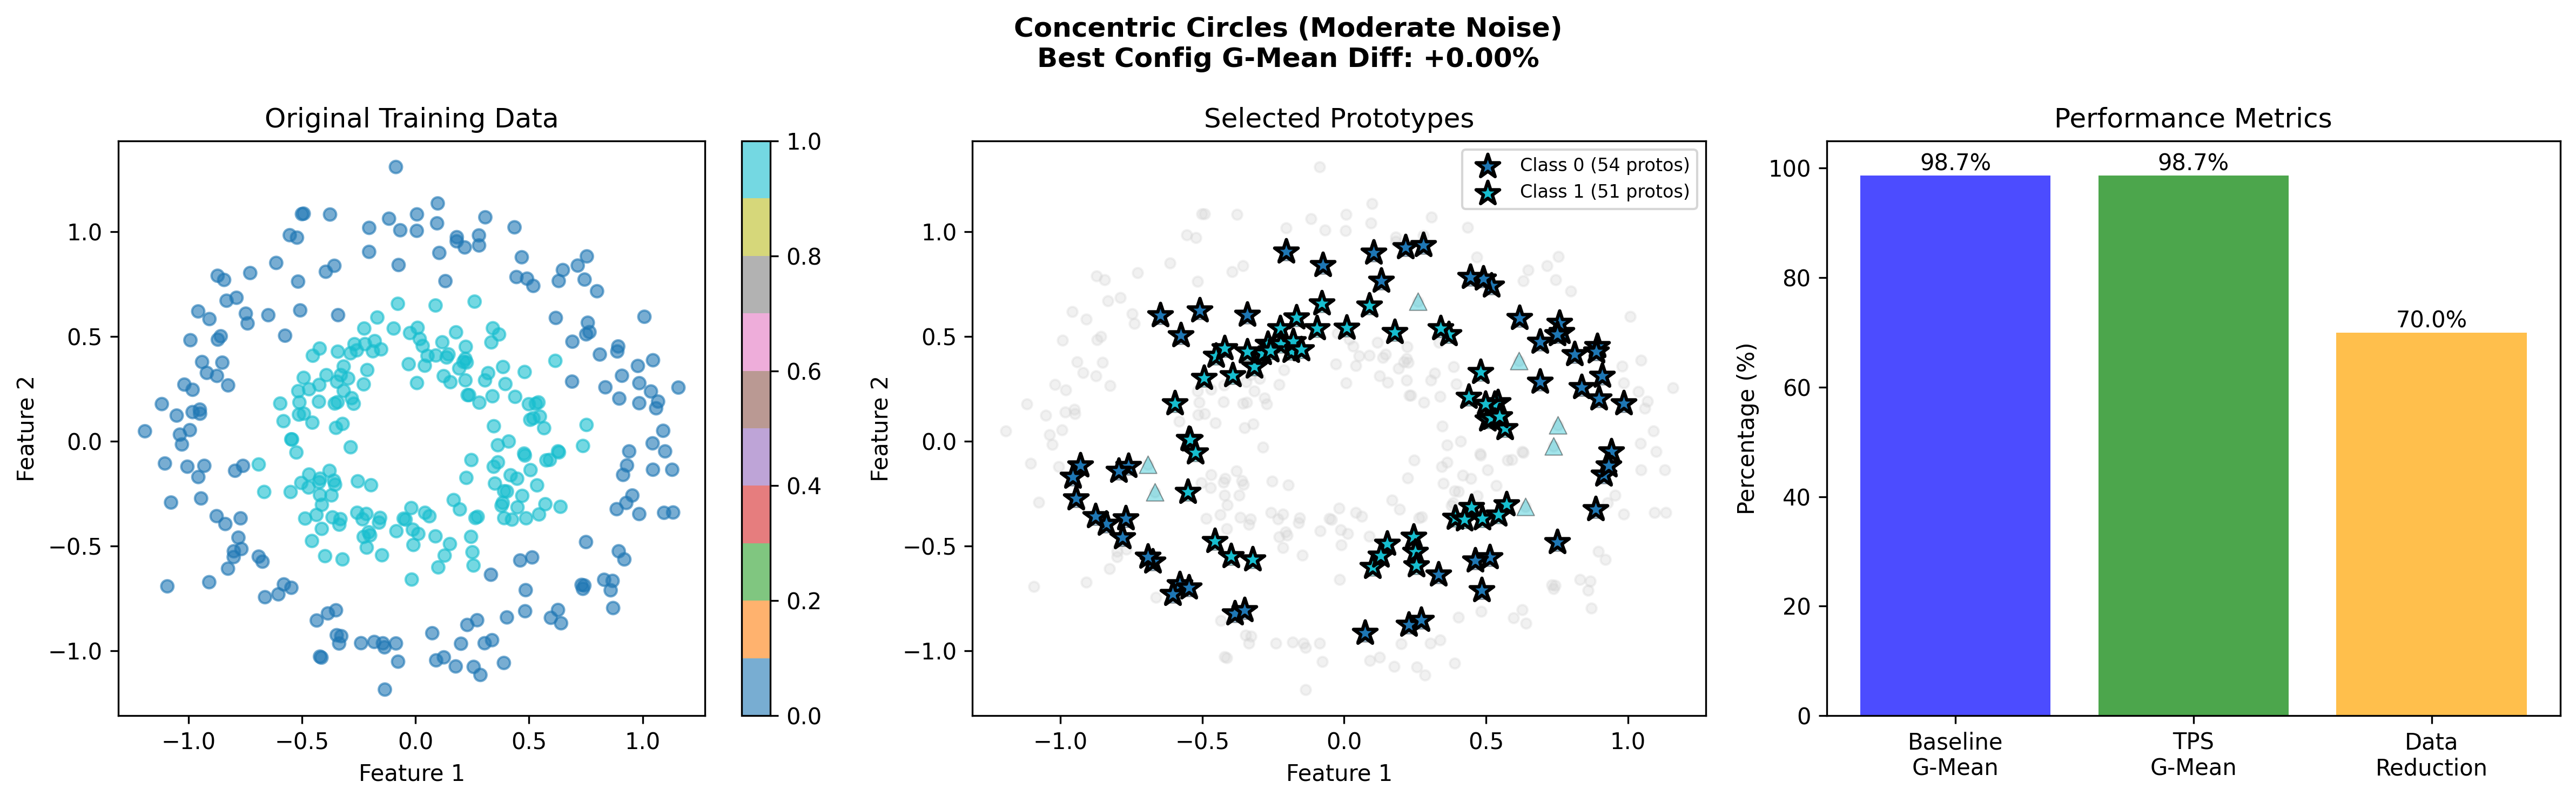 Concentric Circles (Moderate Noise)
Best Config G-Mean Diff: +0.00%
Original Training Data
1.0
0.5
0.0
−0.5
−1.0
Feature 2
−1.0
−0.5
0.0
0.5
1.0
Feature 1
1.0
0.8
0.6
0.4
0.2
0.0
Selected Prototypes
Class 0 (54 protos)
Class 1 (51 protos)
1.0
0.5
0.0
−0.5
−1.0
Feature 2
−1.0
−0.5
0.0
0.5
1.0
Feature 1
Performance Metrics
98.7%
98.7%
70.0%
100
80
60
40
20
0
Percentage (%)
Baseline
G-Mean
TPS
G-Mean
Data
Reduction